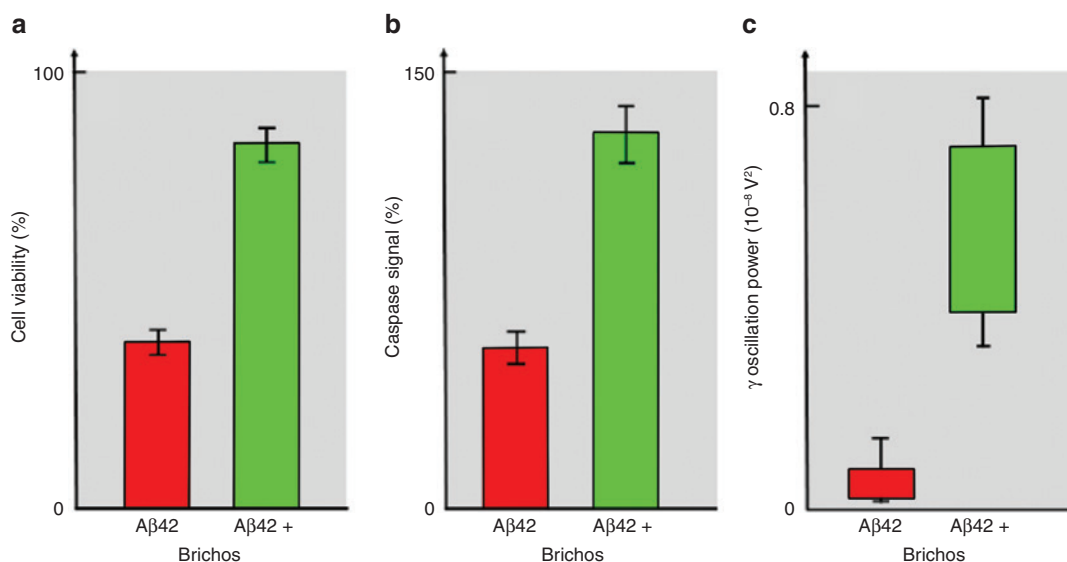 a
100
Cell viability (%)
0
Aβ42
Aβ42 +
Brichos
b
150
Caspase signal (%)
0
Aβ42
Aβ42 +
Brichos
c
0.8
γ oscillation power (10⁻⁸ V²)
0
Aβ42
Aβ42 +
Brichos